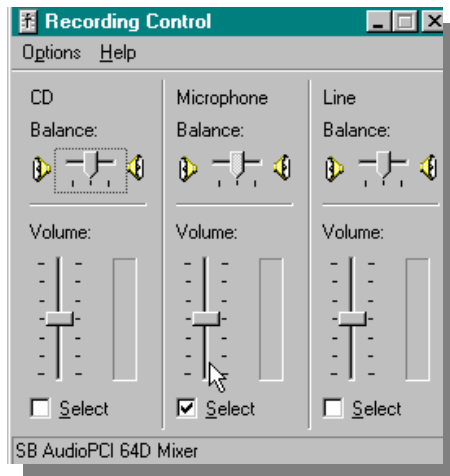 Recording Control
Options Help
CD Microphone Line
Balance: Balance: Balance:
Volume: Volume: Volume:
Select Select Select
SB AudioPCI 64D Mixer